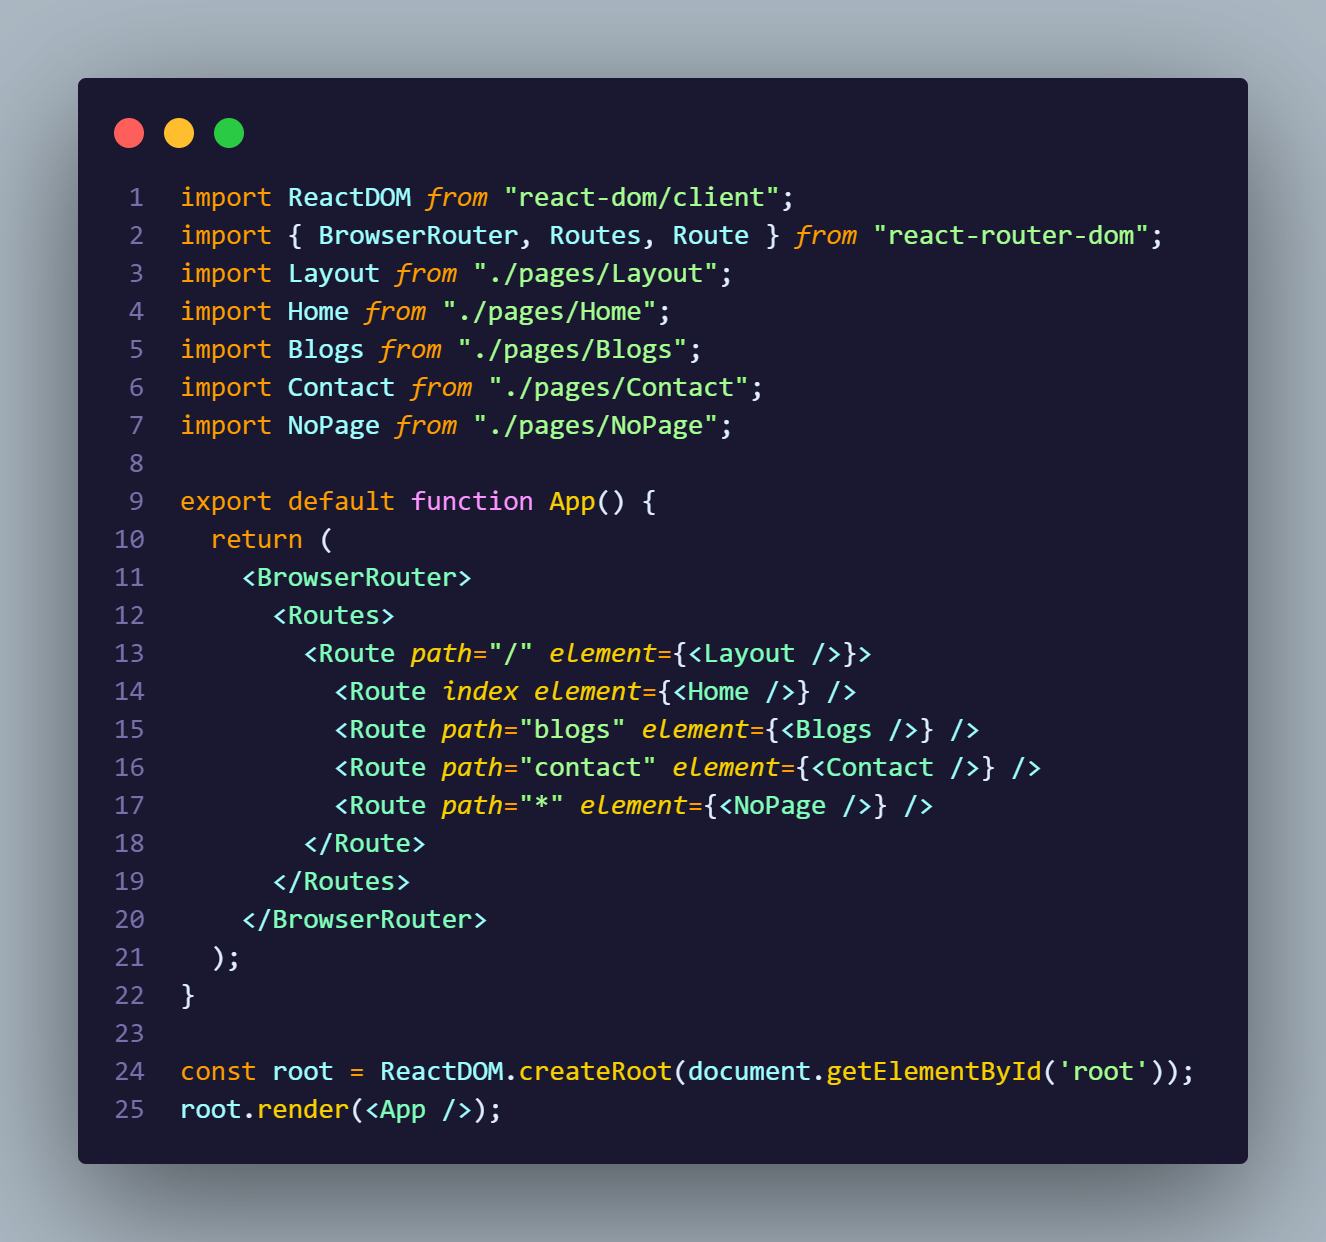 1 import ReactDOM from "react-dom/client";
2 import { BrowserRouter, Routes, Route } from "react-router-dom";
3 import Layout from "./pages/Layout";
4 import Home from "./pages/Home";
5 import Blogs from "./pages/Blogs";
6 import Contact from "./pages/Contact";
7 import NoPage from "./pages/NoPage";
8
9 export default function App() {
10   return (
11     <BrowserRouter>
12       <Routes>
13         <Route path="/" element={<Layout />}>
14           <Route index element={<Home />} />
15           <Route path="blogs" element={<Blogs />} />
16           <Route path="contact" element={<Contact />} />
17           <Route path="*" element={<NoPage />} />
18         </Route>
19       </Routes>
20     </BrowserRouter>
21   );
22 }
23
24 const root = ReactDOM.createRoot(document.getElementById('root'));
25 root.render(<App />);